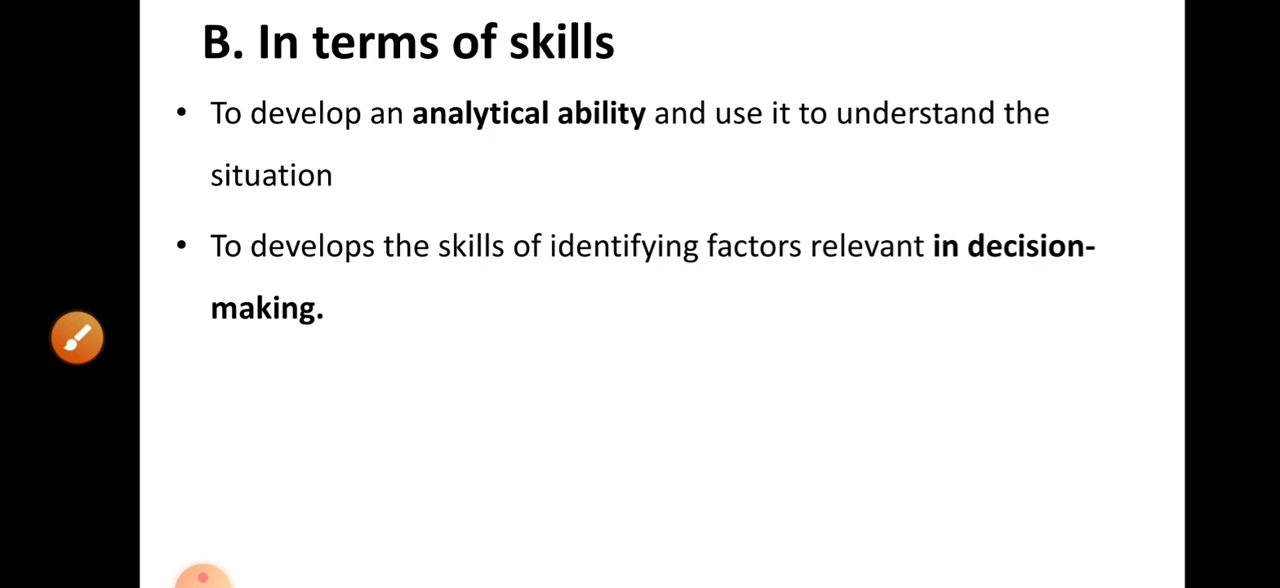 B. In terms of skills
• To develop an analytical ability and use it to understand the
situation
• To develops the skills of identifying factors relevant in decision-
making.